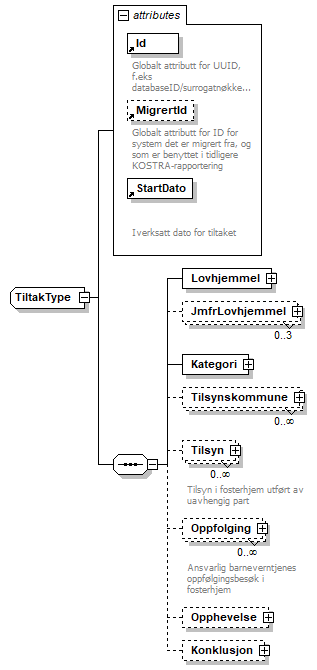 attributes
Id
Globalt attributt for UUID,
f.eks
databaseID/surrogatnøkke...
MigrertId
Globalt attributt for ID for
system det er migrert fra, og
som er benyttet i tidligere
KOSTRA-rapportering
StartDato
Iverksatt dato for tiltaket
TiltakType
Lovhjemmel
JmfrLovhjemmel
0..3
Kategori
Tilsynskommune
0..∞
Tilsyn
0..∞
Tilsyn i fosterhjem utført av
uavhengig part
Oppfolging
0..∞
Ansvarlig barneverntjenes
oppfølgingsbesøk i
fosterhjem
Opphevelse
Konklusjon